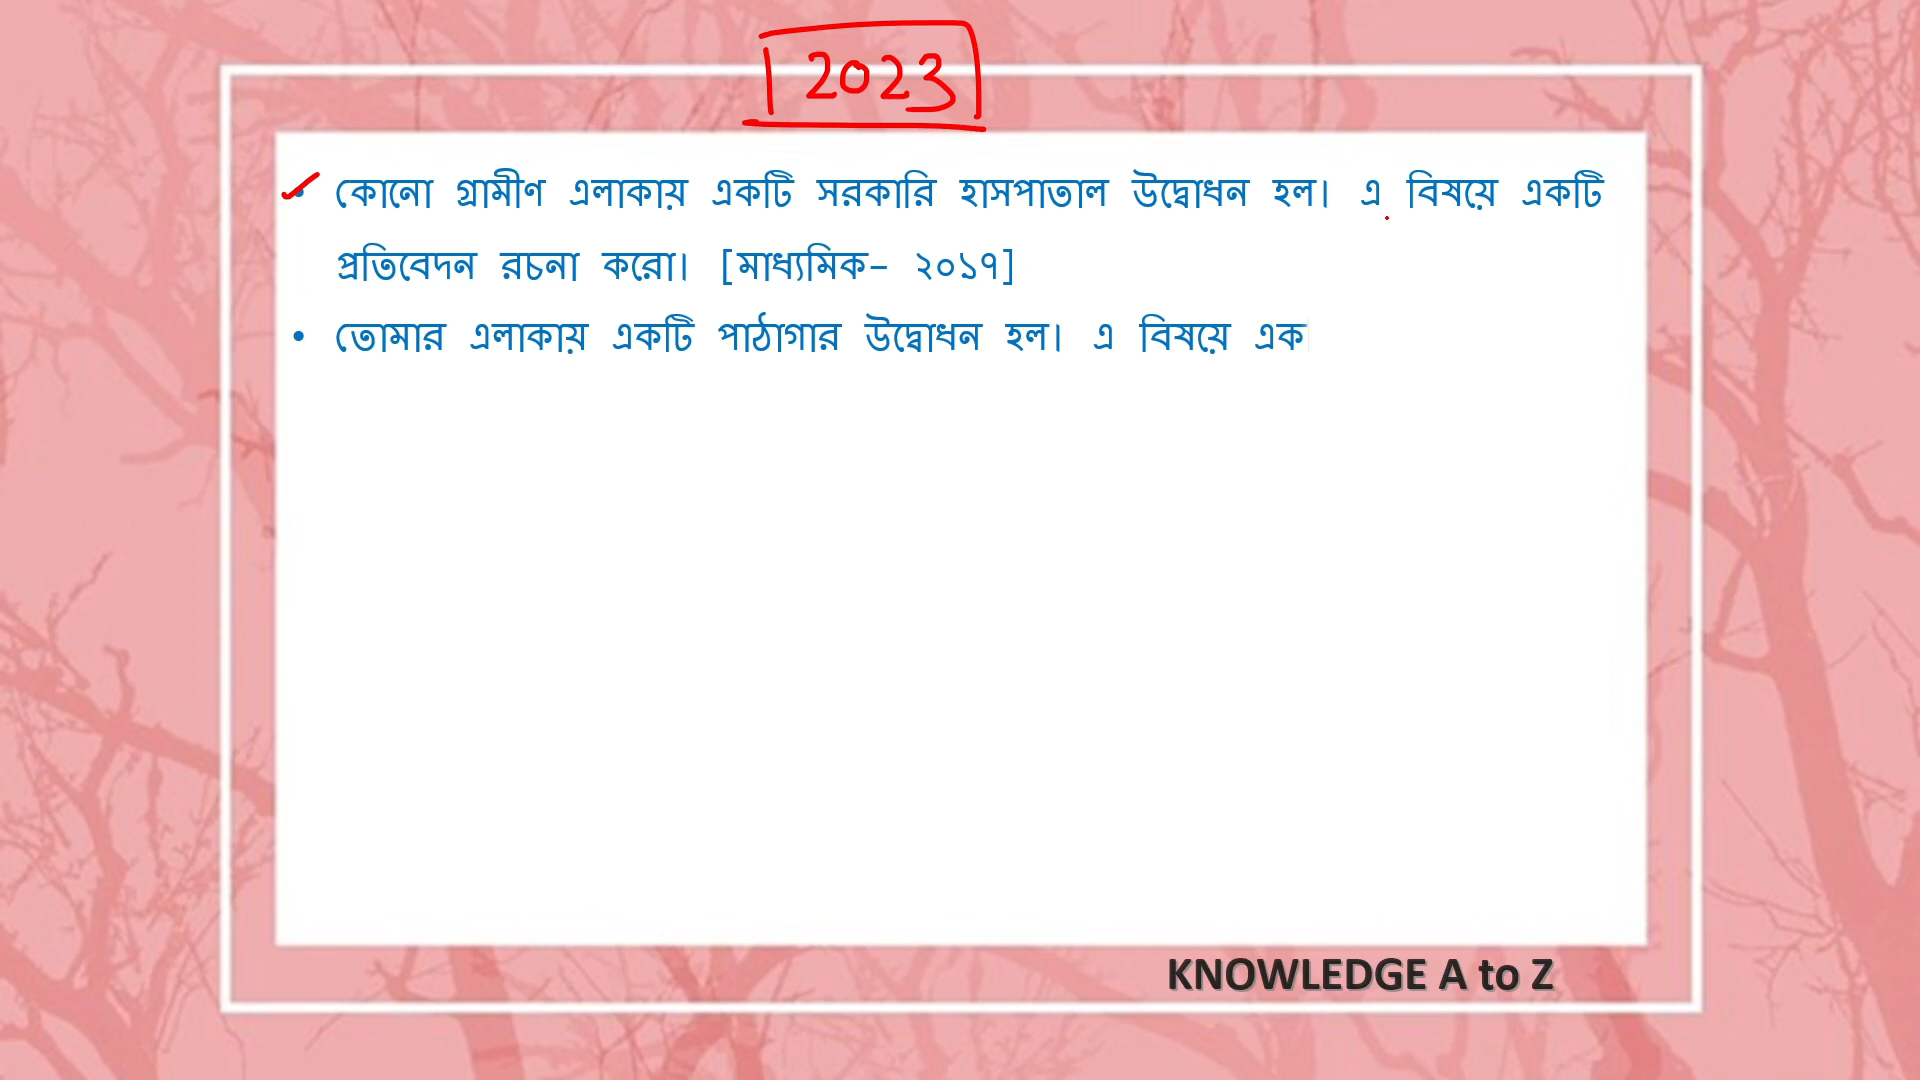 2023
• কোনো গ্রামীণ এলাকায় একটি সরকারি হাসপাতাল উদ্বোধন হল। এ বিষয়ে একটি
প্রতিবেদন রচনা করো। [মাধ্যমিক– ২০১৭]
• তোমার এলাকায় একটি পাঠাগার উদ্বোধন হল। এ বিষয়ে এক
KNOWLEDGE A to Z